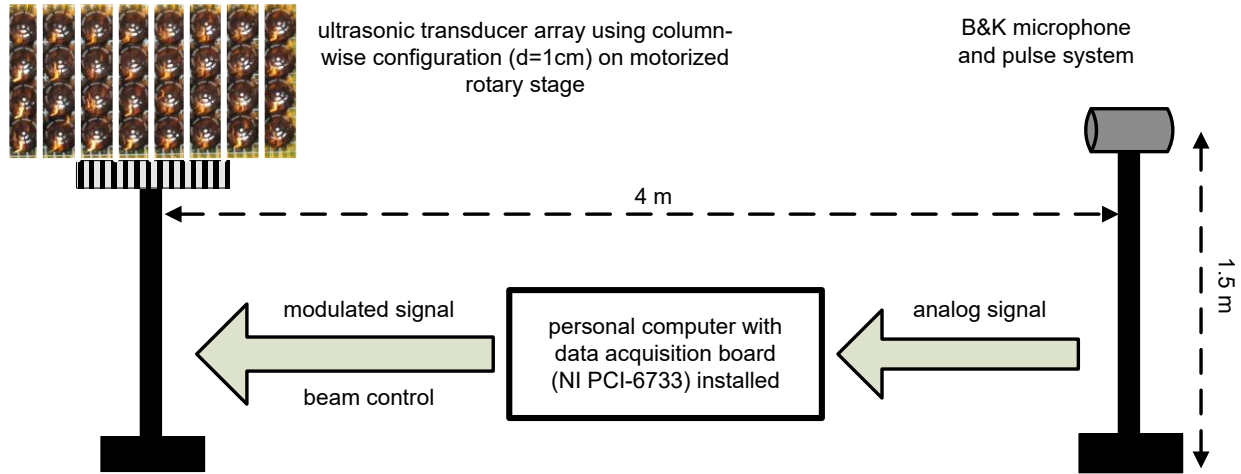 ultrasonic transducer array using column-
wise configuration (d=1cm) on motorized
rotary stage
B&K microphone
and pulse system
4 m
1.5 m
modulated signal
beam control
personal computer with
data acquisition board
(NI PCI-6733) installed
analog signal